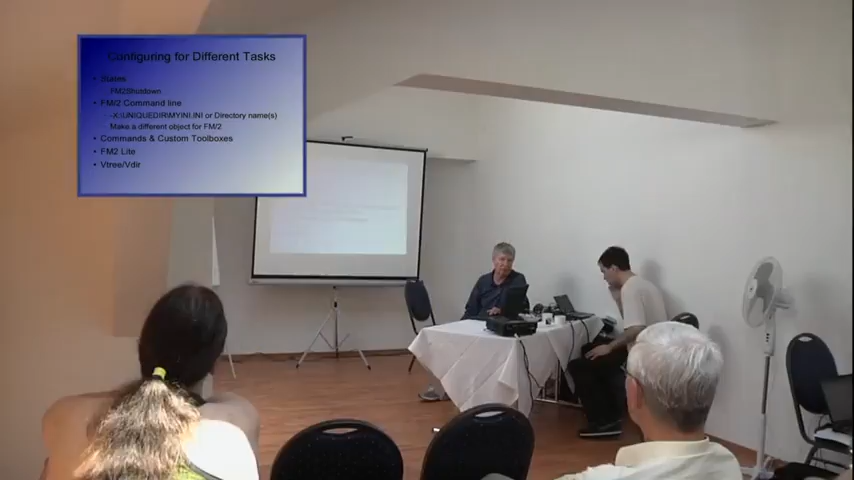 Configuring for Different Tasks
• States
FM2Shutdown
• FM/2 Command line
-X:\UNIQUEDIR\MYINI.INI or Directory name(s)
Make a different object for FM/2
• Commands & Custom Toolboxes
• FM2 Lite
• Vtree/Vdir